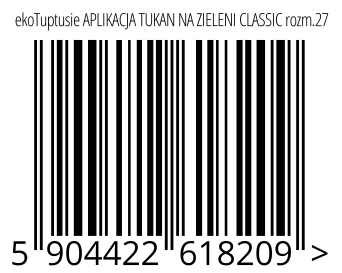 ekoTuptusie APLIKACJA TUKAN NA ZIELENI CLASSIC rozm.27
5 904422 618209 >